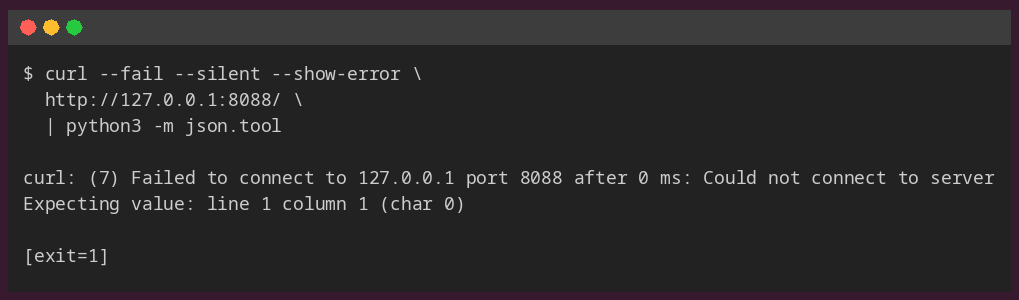 $ curl --fail --silent --show-error \
  http://127.0.0.1:8088/ \
  | python3 -m json.tool

curl: (7) Failed to connect to 127.0.0.1 port 8088 after 0 ms: Could not connect to server
Expecting value: line 1 column 1 (char 0)

[exit=1]